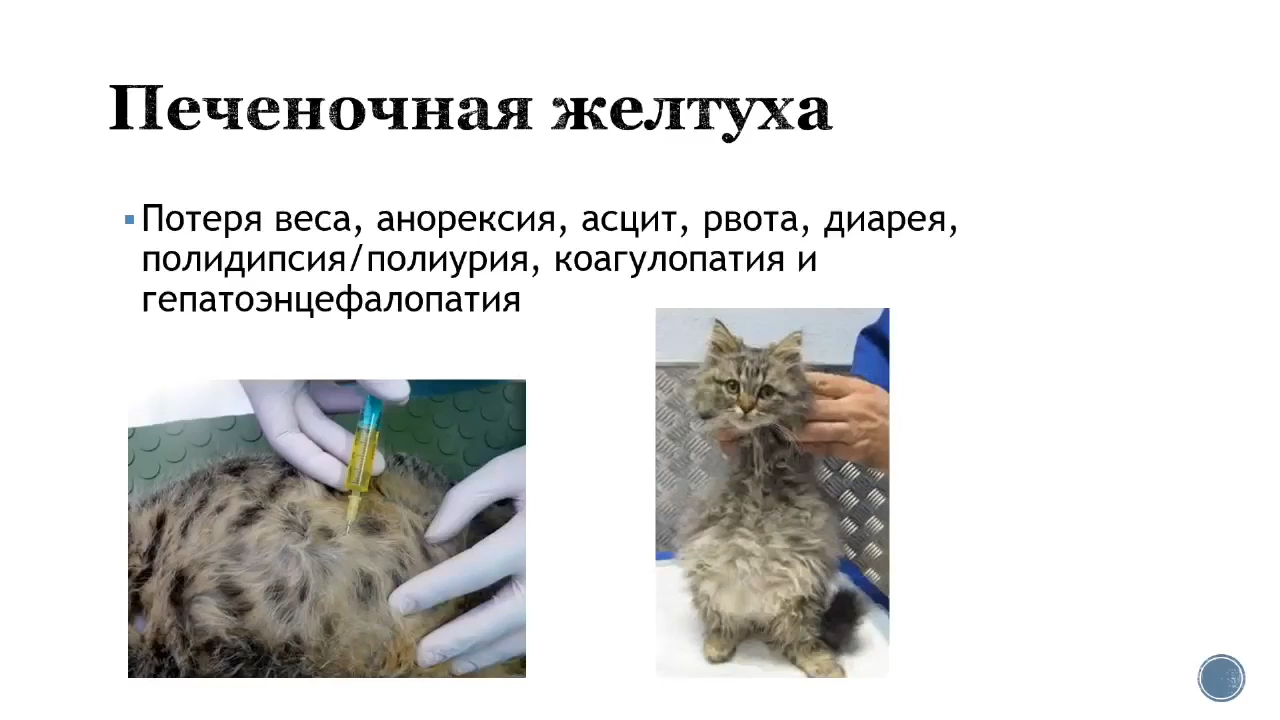 Печеночная желтуха
Потеря веса, анорексия, асцит, рвота, диарея,
полидипсия/полиурия, коагулопатия и
гепатоэнцефалопатия